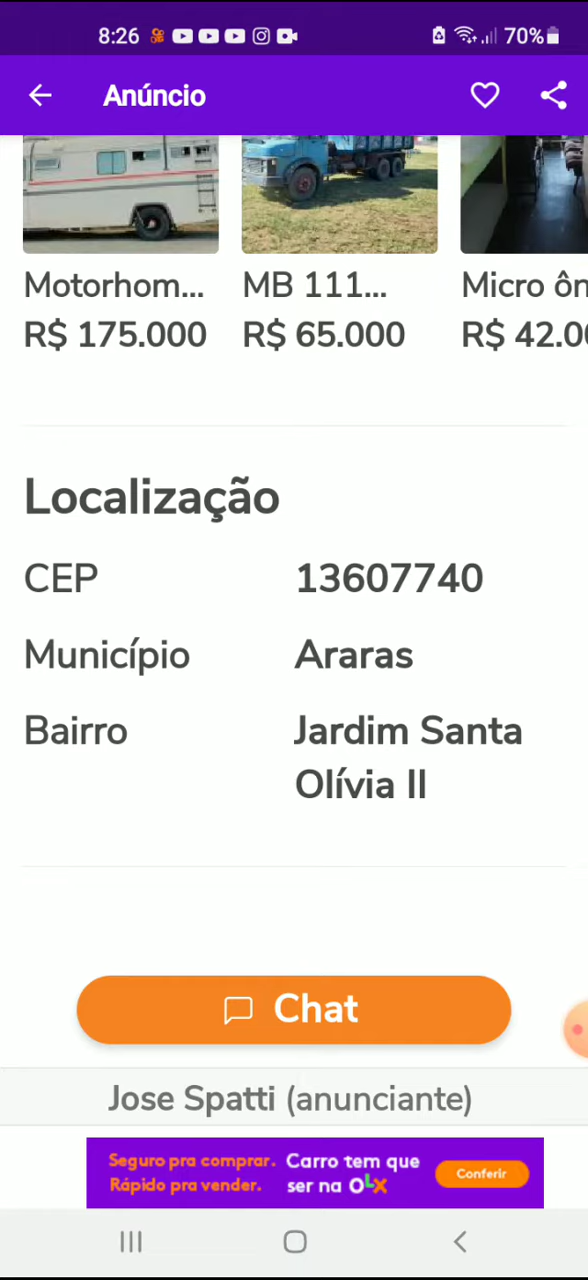 8:26 70%
Anúncio
Motorhom... MB 111... Micro ôn
R$ 175.000 R$ 65.000 R$ 42.00
Localização
CEP 13607740
Município Araras
Bairro Jardim Santa
Olívia II
Chat
Jose Spatti (anunciante)
Seguro pra comprar. Carro tem que
Rápido pra vender. ser na OLX
Conferir